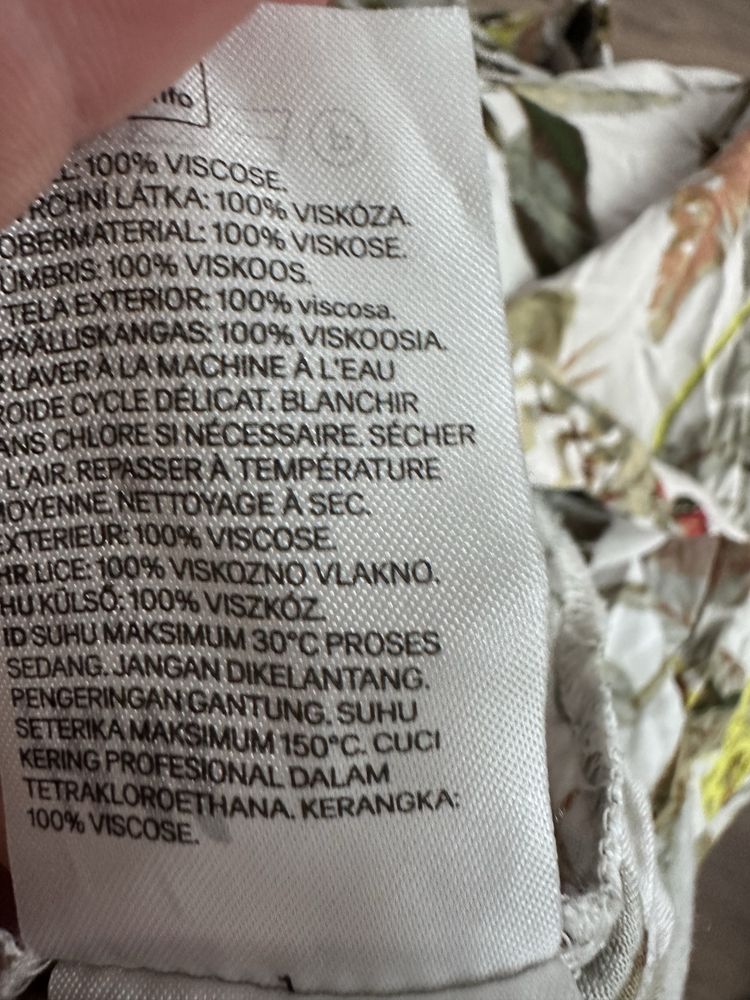 100% VISCOSE.
LÁTKA: 100% VISKÓZA.
OBERMATERIAL: 100% VISKOSE.
ÜMBRIS: 100% VISKOOS.
TELA EXTERIOR: 100% viscosa.
PÄÄLLISKANGAS: 100% VISKOOSIA.
LAVER À LA MACHINE À L'EAU
CYCLE DÉLICAT. BLANCHIR
CHLORE SI NÉCESSAIRE. SÉCHER
L'AIR. REPASSER À TEMPÉRATURE
MOYENNE. NETTOYAGE À SEC.
EXTERIEUR: 100% VISCOSE.
HR LICE: 100% VISKOZNO VLAKNO.
HU KÜLSŐ: 100% VISZKÓZ.
ID SUHU MAKSIMUM 30°C PROSES
SEDANG. JANGAN DIKELANTANG.
PENGERINGAN GANTUNG. SUHU
SETERIKA MAKSIMUM 150°C. CUCI
KERING PROFESIONAL DALAM
TETRAKLOROETHANA. KERANGKA:
100% VISCOSE.